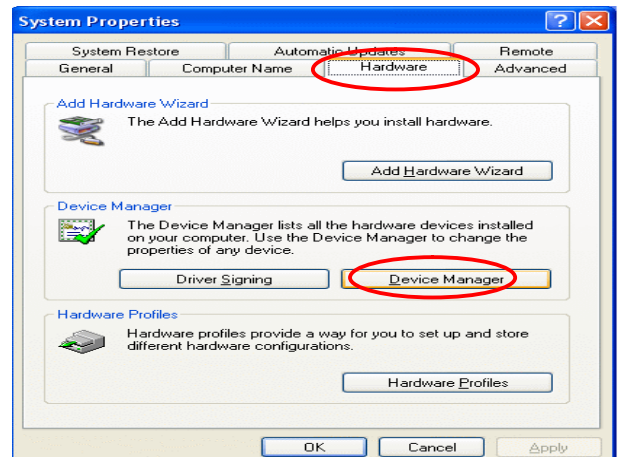 System Properties
System Restore Automatic Updates Remote
General Computer Name Hardware Advanced
Add Hardware Wizard
The Add Hardware Wizard helps you install hardware.
Add Hardware Wizard
Device Manager
The Device Manager lists all the hardware devices installed
on your computer. Use the Device Manager to change the
properties of any device.
Driver Signing Device Manager
Hardware Profiles
Hardware profiles provide a way for you to set up and store
different hardware configurations.
Hardware Profiles
OK Cancel Apply